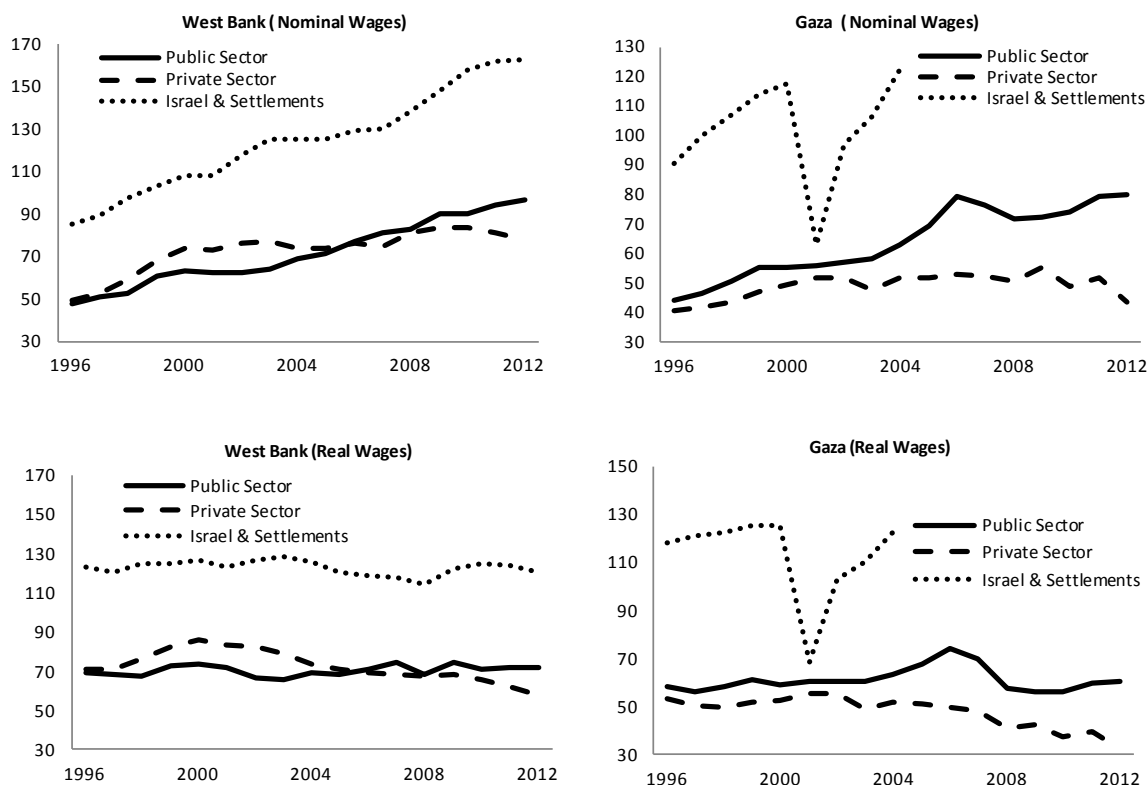 West Bank ( Nominal Wages)
170
150
130
110
90
70
50
30
1996 2000 2004 2008 2012
Public Sector
Private Sector
Israel & Settlements
Gaza ( Nominal Wages)
130
120
110
100
90
80
70
60
50
40
30
1996 2000 2004 2008 2012
Public Sector
Private Sector
Israel & Settlements
West Bank (Real Wages)
170
150
130
110
90
70
50
30
1996 2000 2004 2008 2012
Public Sector
Private Sector
Israel & Settlements
Gaza (Real Wages)
150
130
110
90
70
50
30
1996 2000 2004 2008 2012
Public Sector
Private Sector
Israel & Settlements